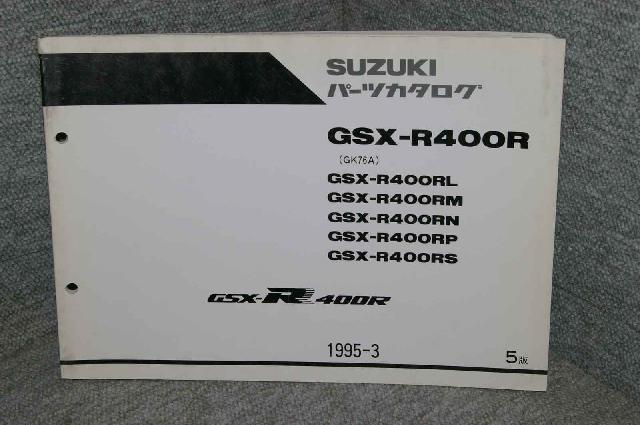 SUZUKI
パーツカタログ
GSX-R400R
(GK76A)
GSX-R400RL
GSX-R400RM
GSX-R400RN
GSX-R400RP
GSX-R400RS
GSX-R 400R
1995-3
5版